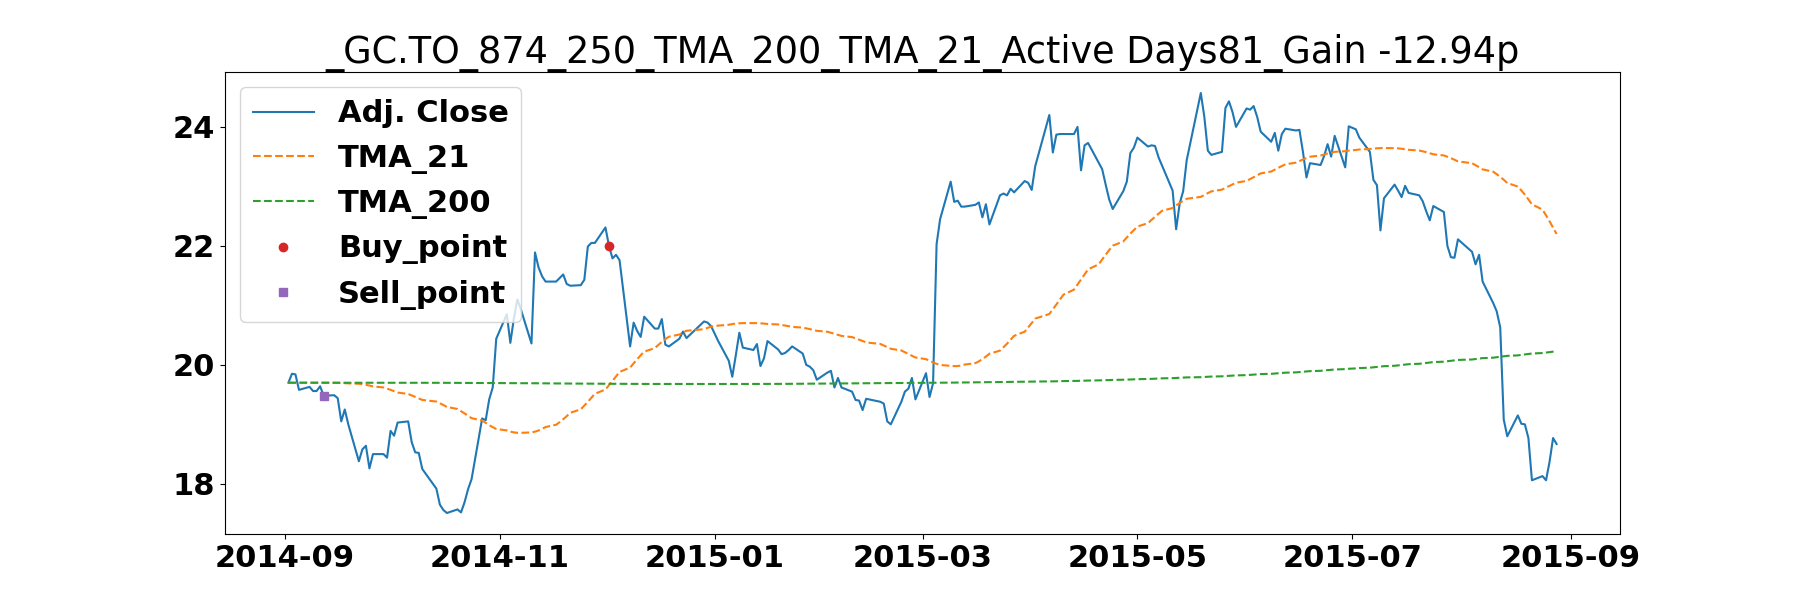 _GC.TO_874_250_TMA_200_TMA_21_Active Days81_Gain -12.94p
Adj. Close
TMA_21
TMA_200
Buy_point
Sell_point
24
22
20
18
2014-09 2014-11 2015-01 2015-03 2015-05 2015-07 2015-09